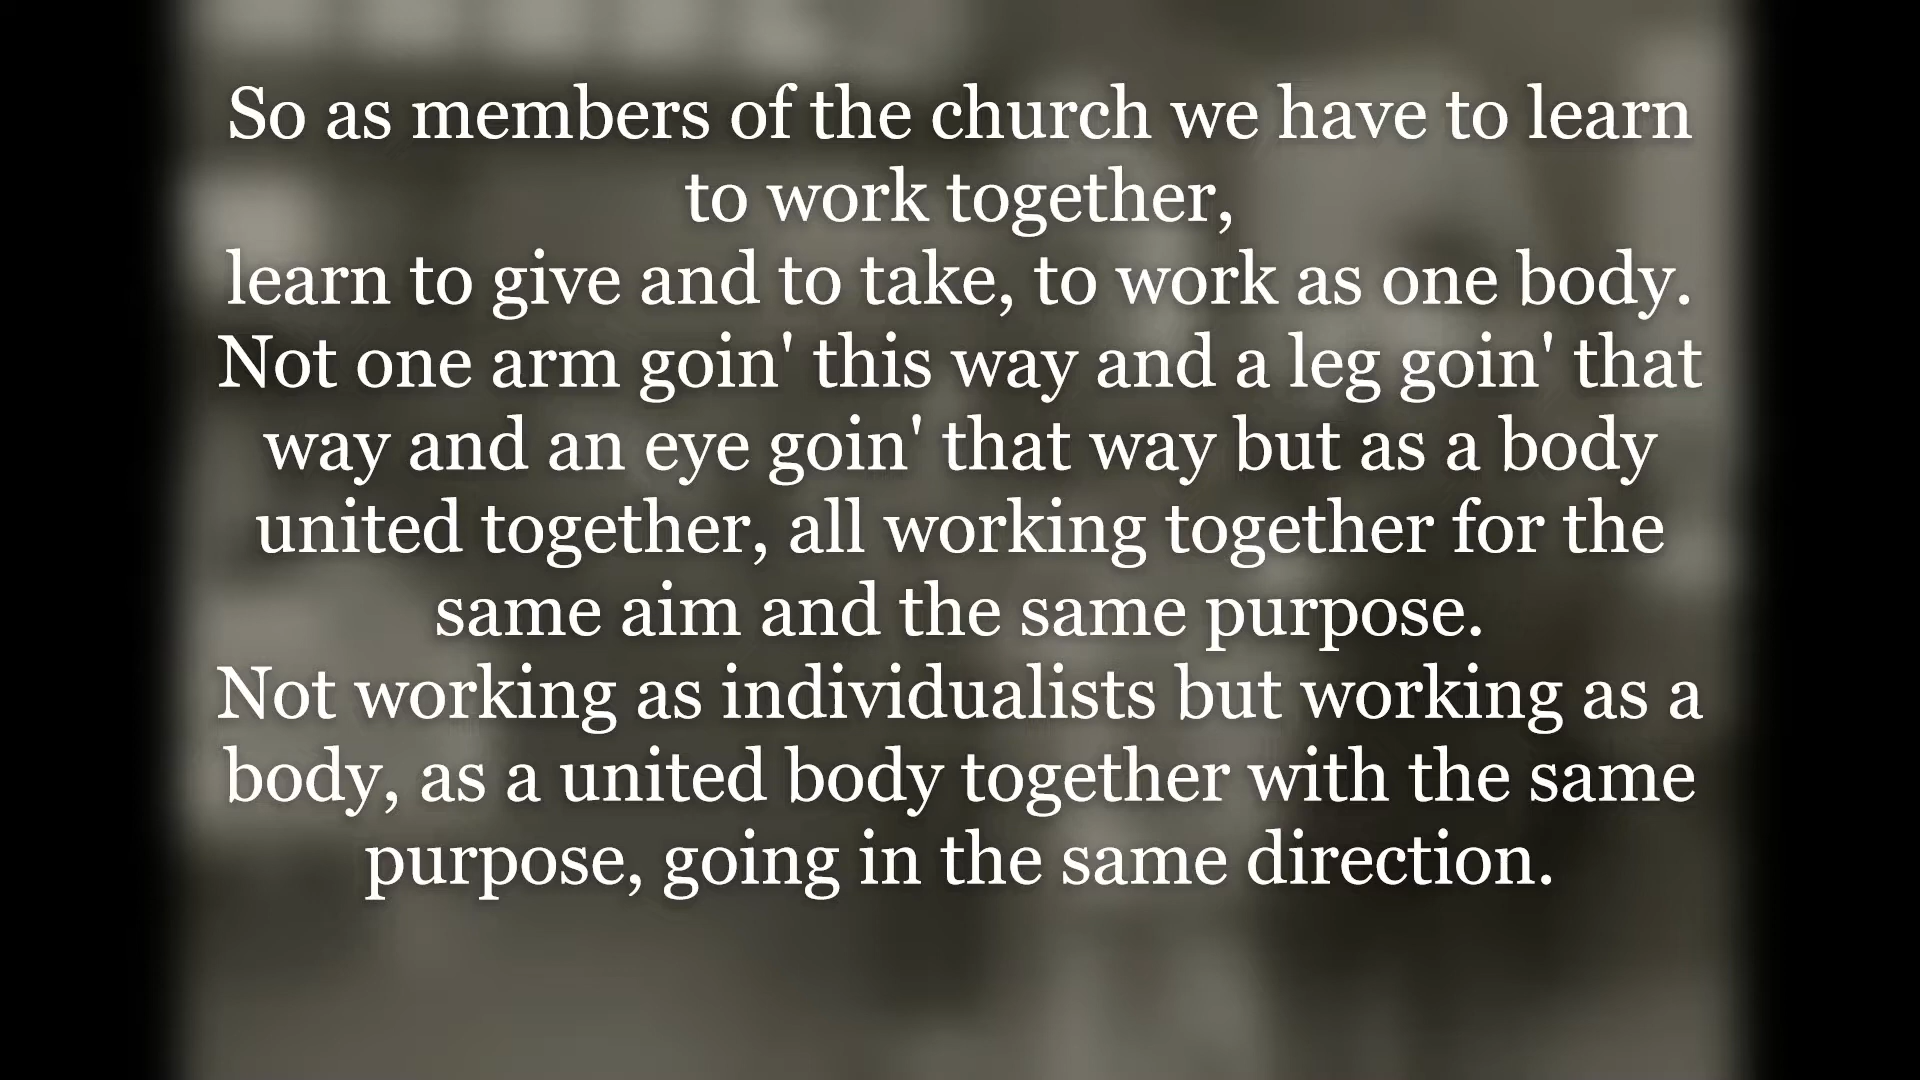 So as members of the church we have to learn
to work together,
learn to give and to take, to work as one body.
Not one arm goin' this way and a leg goin' that
way and an eye goin' that way but as a body
united together, all working together for the
same aim and the same purpose.
Not working as individualists but working as a
body, as a united body together with the same
purpose, going in the same direction.